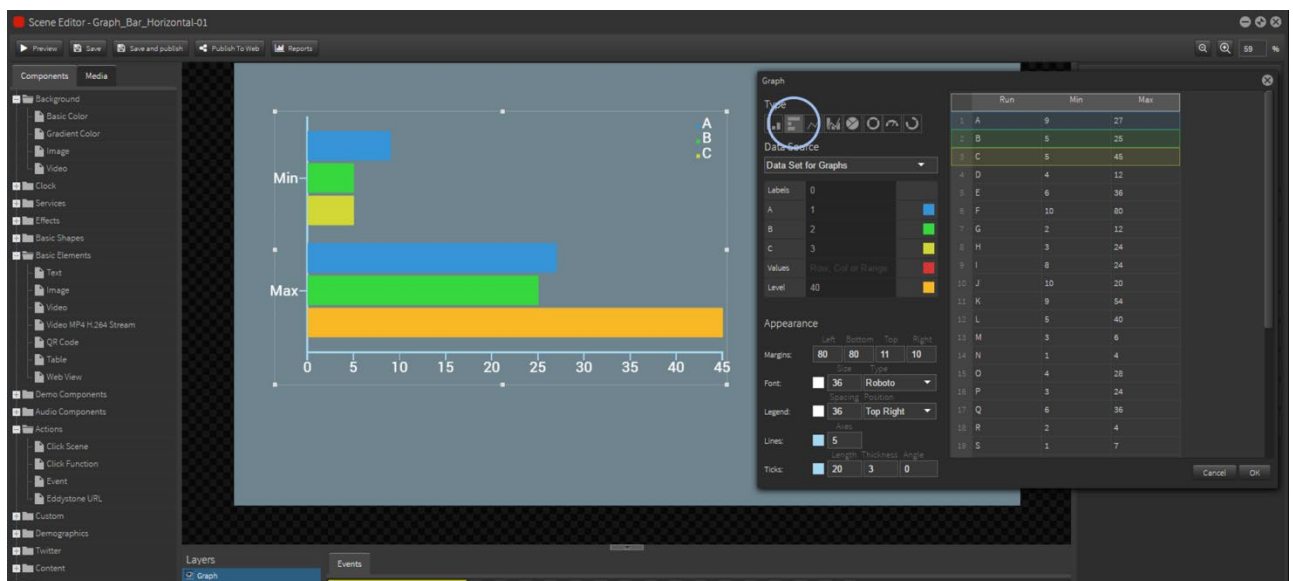 Scene Editor - Graph_Bar_Horizontal-01
Preview Save Save and publish Publish To Web Reports 59 %
Components Media
Background
Basic Color
Gradient Color
Image
Video
Clock
Services
Effects
Basic Shapes
Basic Elements
Text
Image
Video
Video MP4 H.264 Stream
QR Code
Table
Web View
Demo Components
Audio Components
Actions
Click Scene
Click Function
Event
Eddystone URL
Custom
Demographics
Twitter
Content
A
B
C
Min
Max
0 5 10 15 20 25 30 35 40 45
Layers
Graph
Events
Graph
Type
Data Source
Data Set for Graphs
Labels 0
A 1
B 2
C 3
Values Row, Col or Range
Level 40
Appearance
Left Bottom Top Right
Margins: 80 80 11 10
Size Type
Font: 36 Roboto
Spacing Position
Legend: 36 Top Right
Axes
Lines: 5
Length Thickness Angle
Ticks: 20 3 0
Run Min Max
1 A 9 27
2 B 5 25
3 C 5 45
4 D 4 12
5 E 6 36
6 F 10 80
7 G 2 12
8 H 3 24
9 I 8 24
10 J 10 20
11 K 9 54
12 L 5 40
13 M 3 6
14 N 1 4
15 O 4 28
16 P 3 24
17 Q 6 36
18 R 2 4
19 S 1 7
Cancel OK